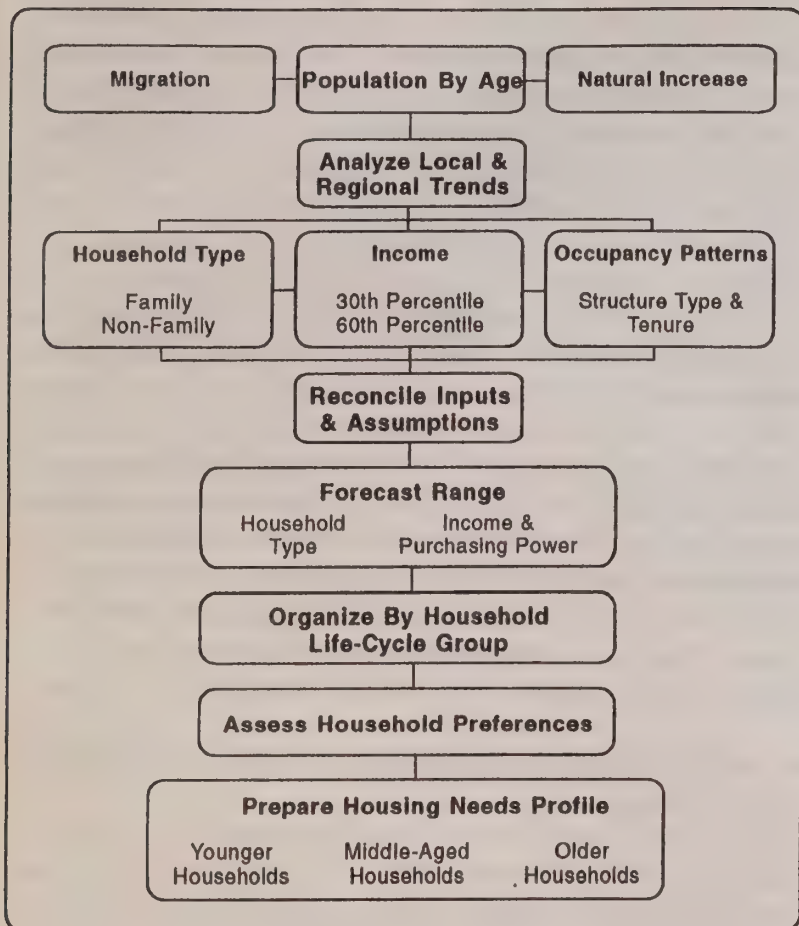 Migration
Population By Age
Natural Increase
Analyze Local &
Regional Trends
Household Type
Family
Non-Family
Income
30th Percentile
60th Percentile
Occupancy Patterns
Structure Type &
Tenure
Reconcile Inputs
& Assumptions
Forecast Range
Household
Type
Income &
Purchasing Power
Organize By Household
Life-Cycle Group
Assess Household Preferences
Prepare Housing Needs Profile
Younger
Households
Middle-Aged
Households
Older
Households